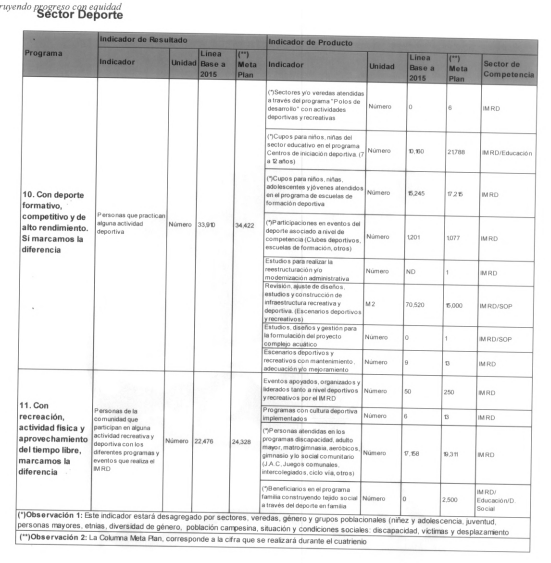 ruyendo progreso con equidad
Sector Deporte
Programa
Indicador de Resultado
Indicador de Producto
Indicador
Unidad
Linea
Base a
2015
(**)
Meta
Plan
Indicador
Unidad
Linea
Base a
2015
(**)
Meta
Plan
Sector de
Competencia
10. Con deporte
formativo,
competitivo y de
alto rendimiento.
Si marcamos la
diferencia
Personas que practican
alguna actividad
deportiva
Número
33,910
34,422
(*)Sectores y/o veredas atendidas
a través del programa "Polos de
desarrollo" con actividades
deportivas y recreativas
Número
0
6
IMRD
(*)Cupos para niños, niñas del
sector educativo en el programa
Centros de iniciación deportiva. (7
a 12 años)
Número
10,160
21,788
IMRD/Educación
(*)Cupos para niños, niñas,
adolescentes y jóvenes atendidos
en el programa de escuelas de
formación deportiva
Número
16,245
17,215
IMRD
(*)Participaciones en eventos del
deporte asociado a nivel de
competencia (Clubes deportivos,
escuelas de formación, otros)
Número
1,201
1,077
IMRD
Estudios para realizar la
reestructuración y/o
modernización administrativa
Número
ND
1
IMRD
Revisión, ajuste de diseños,
estudios y construcción de
infraestructura recreativa y
deportiva. (Escenarios deportivos
y recreativos)
M2
70,520
15,000
IMRD/SOP
Estudios, diseños y gestión para
la formulación del proyecto
complejo acuático
Número
0
1
IMRD/SOP
Escenarios deportivos y
recreativos con mantenimiento,
adecuación y/o mejoramiento
Número
9
13
IMRD
11. Con
recreación,
actividad física y
aprovechamiento
del tiempo libre,
marcamos la
diferencia
Personas de la
comunidad que
participan en alguna
actividad recreativa y
deportiva con los
diferentes programas y
eventos que realiza el
IMRD
Número
22,476
24,328
Eventos apoyados, organizados y
liderados tanto a nivel deportivos
y recreativos por el IMRD
Número
50
250
IMRD
Programas con cultura deportiva
implementados
Número
6
13
IMRD
(*)Personas atendidas en los
programas discapacidad, adulto
mayor, matrogimnasia, aeróbicos,
gimnasio y lo social comunitario
(J.A.C, Juegos comunales,
intercolegiados, ciclo vía, otros)
Número
17,158
19,311
IMRD
(*)Beneficiarios en el programa
familia construyendo tejido social
a través del deporte en familia
Número
0
2,500
IMRD/
Educación/D.
Social
(*)Observación 1: Este indicador estará desagregado por sectores, veredas, género y grupos poblacionales (niñez y adolescencia, juventud,
personas mayores, etnias, diversidad de género, población campesina, situación y condiciones sociales: discapacidad, víctimas y desplazamiento
(**)Observación 2: La Columna Meta Plan, corresponde a la cifra que se realizará durante el cuatrienio